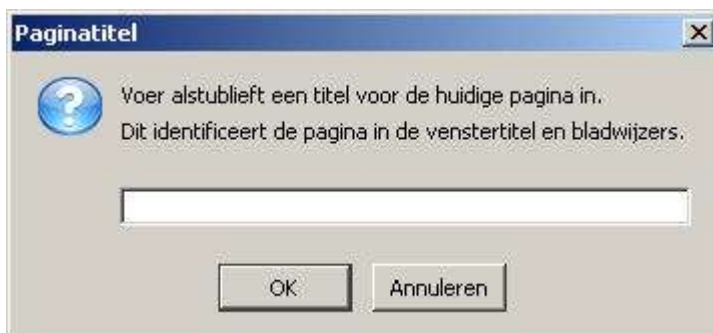 Paginatitel
Voer alstublieft een titel voor de huidige pagina in.
Dit identificeert de pagina in de venstertitel en bladwijzers.
OK Annuleren